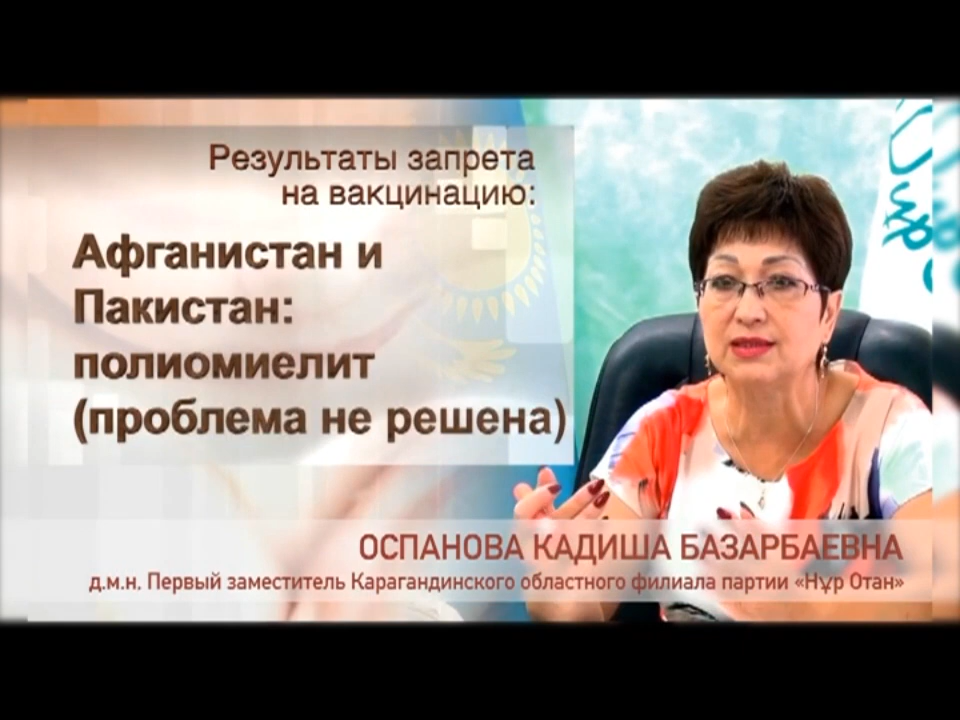 Результаты запрета
на вакцинацию:
Афганистан и
Пакистан:
полиомиелит
(проблема не решена)
ОСПАНОВА КАДИША БАЗАРБАЕВНА
д.м.н. Первый заместитель Карагандинского областного филиала партии «Нұр Отан»